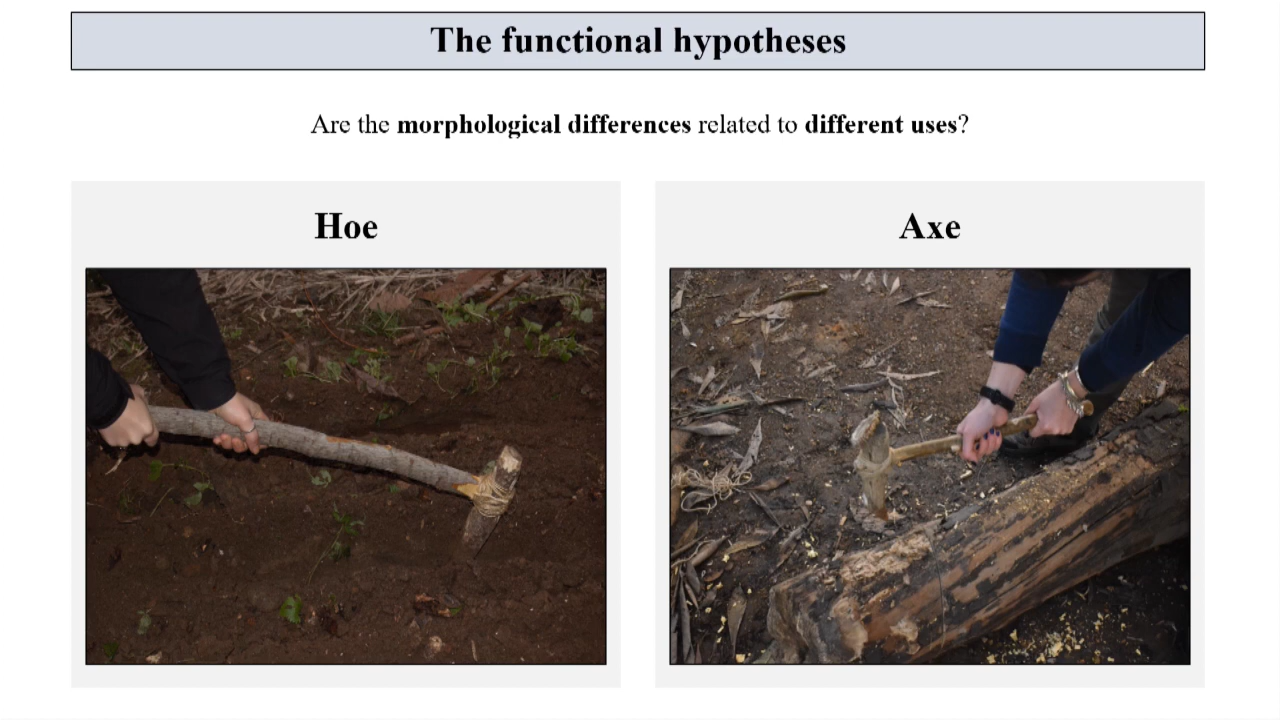 The functional hypotheses
Are the morphological differences related to different uses?
Hoe
Axe